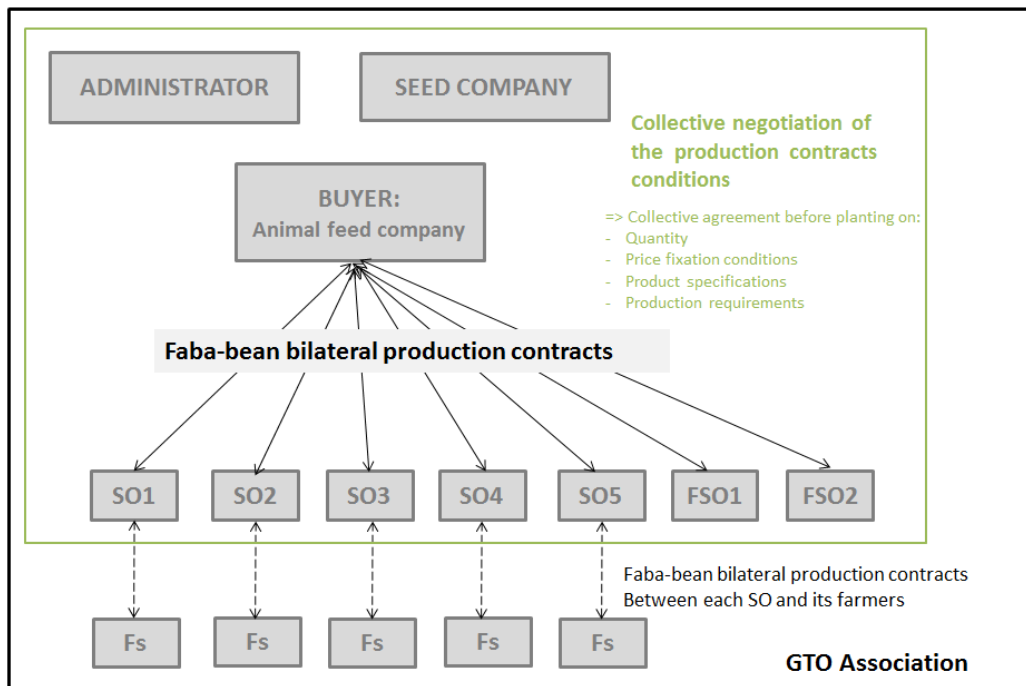 ADMINISTRATOR
SEED COMPANY
Collective negotiation of
the production contracts
conditions
BUYER:
Animal feed company
=> Collective agreement before planting on:
- Quantity
- Price fixation conditions
- Product specifications
- Production requirements
Faba-bean bilateral production contracts
SO1
SO2
SO3
SO4
SO5
FSO1
FSO2
Faba-bean bilateral production contracts
Between each SO and its farmers
Fs
Fs
Fs
Fs
Fs
GTO Association